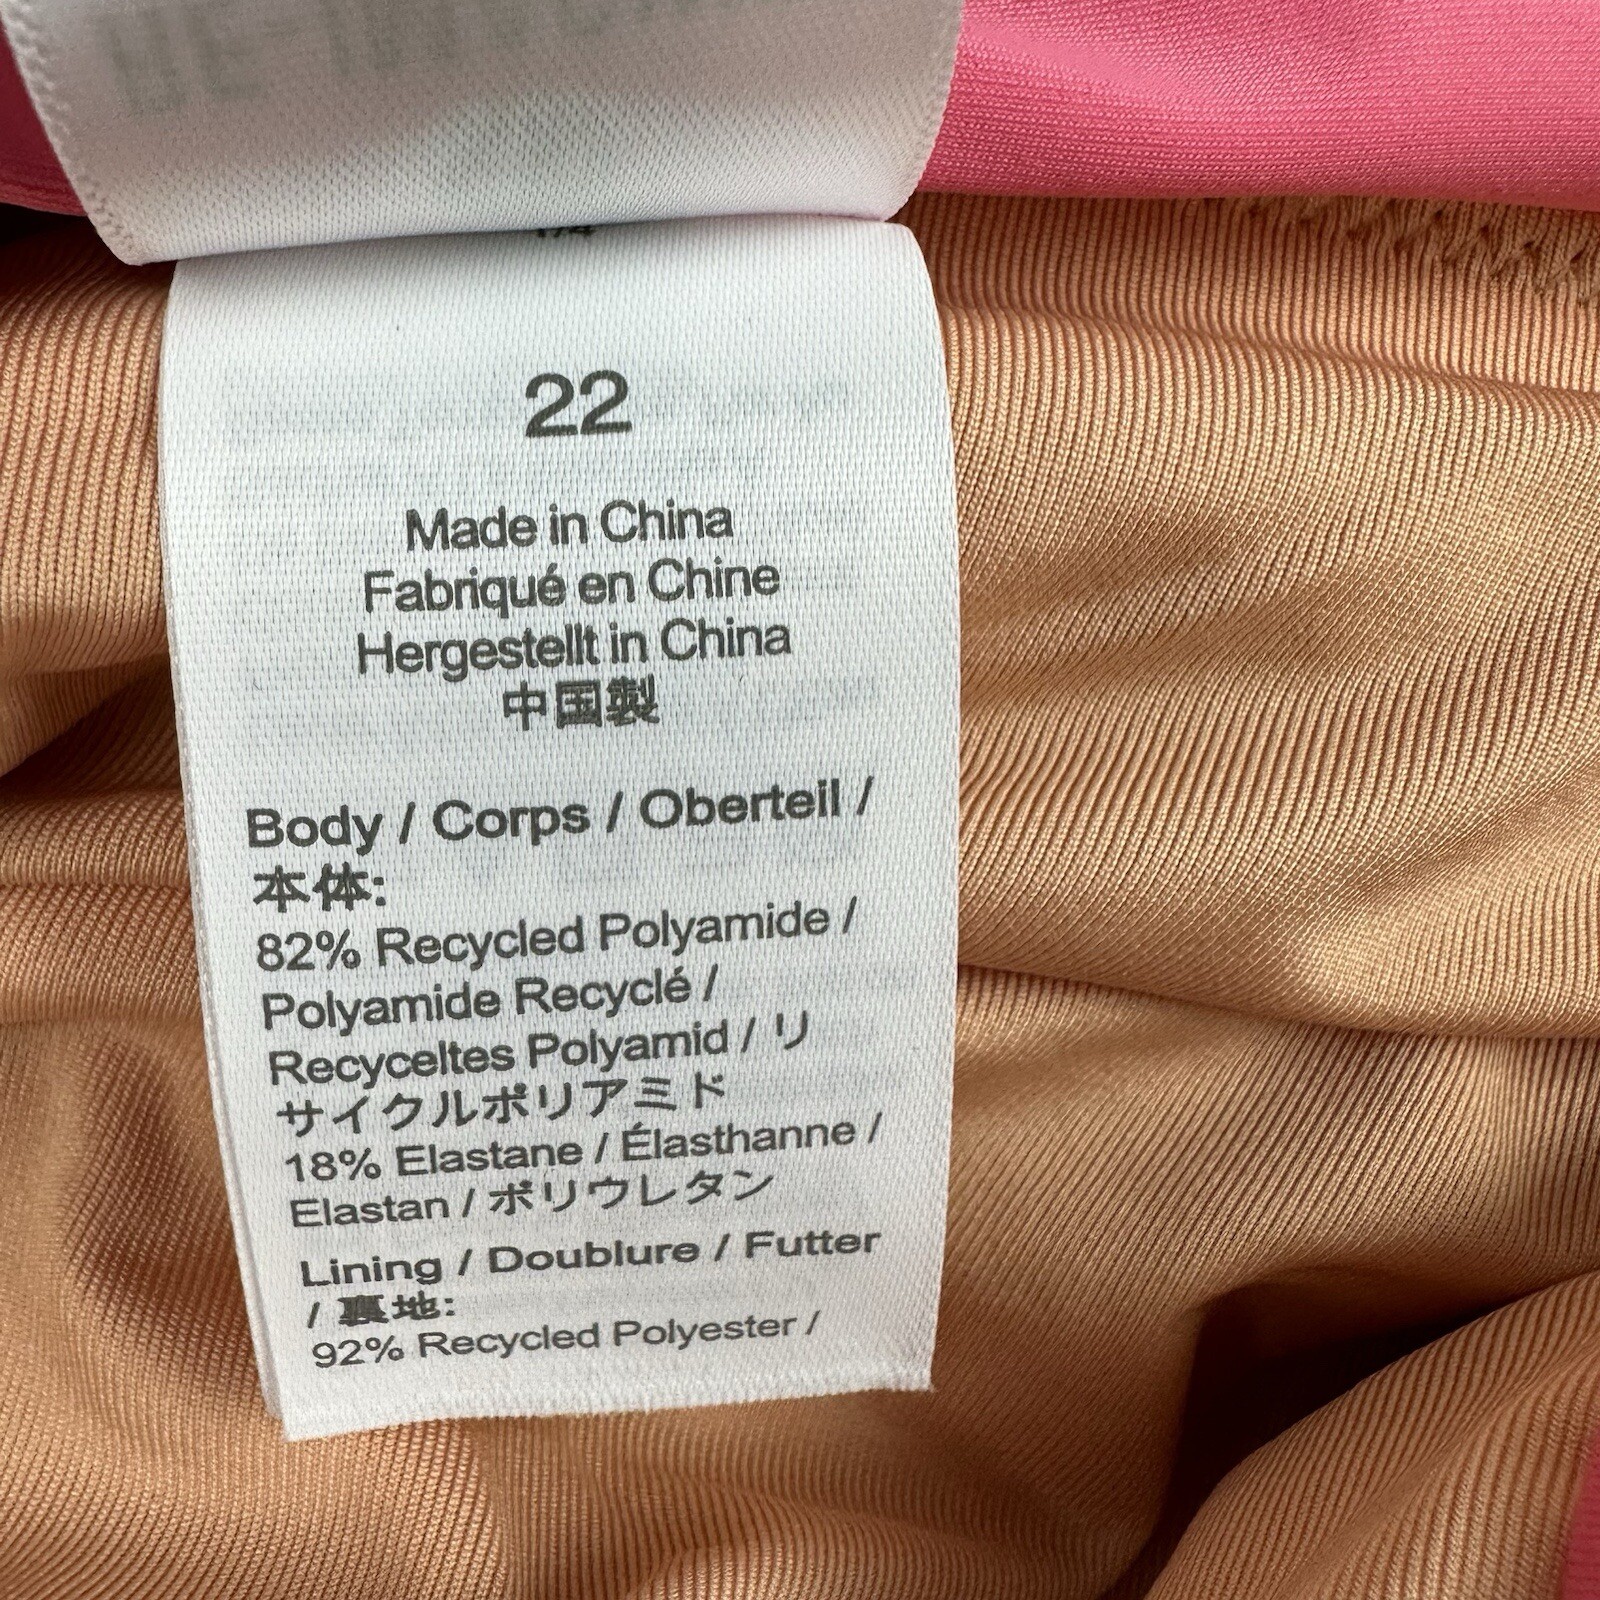 22
Made in China
Fabriqué en Chine
Hergestellt in China
中国製
Body / Corps / Oberteil /
本体:
82% Recycled Polyamide /
Polyamide Recyclé /
Recyceltes Polyamid / リ
サイクルポリアミド
18% Elastane / Élasthanne /
Elastan / ポリウレタン
Lining / Doublure / Futter
/ 裏地:
92% Recycled Polyester /